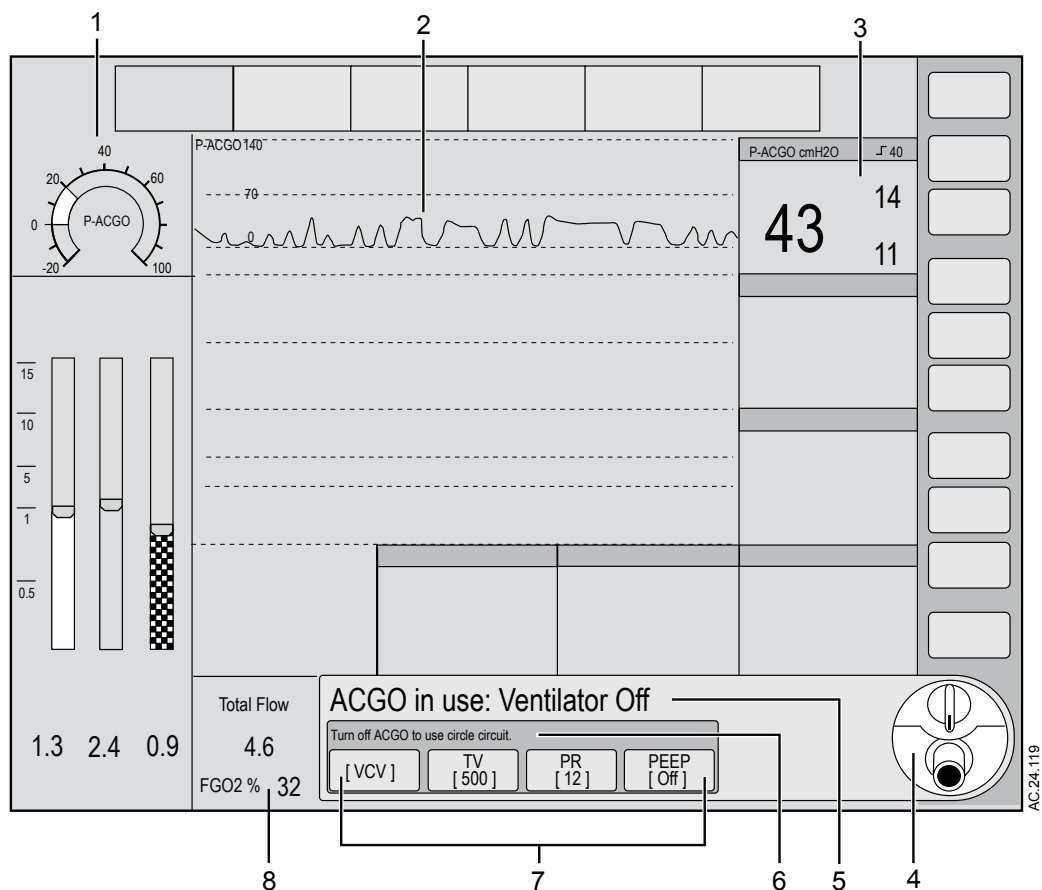 1
2
3
40
20
60
0
P-ACGO
-20
100
P-ACGO 140
70
0
P-ACGO cmH2O 40
43
14
11
15
10
5
1
0.5
1.3 2.4 0.9
Total Flow
4.6
FGO2 % 32
ACGO in use: Ventilator Off
Turn off ACGO to use circle circuit.
[ VCV ]
TV
[ 500 ]
PR
[ 12 ]
PEEP
[ Off ]
AC.24.119
8
7
6
5
4